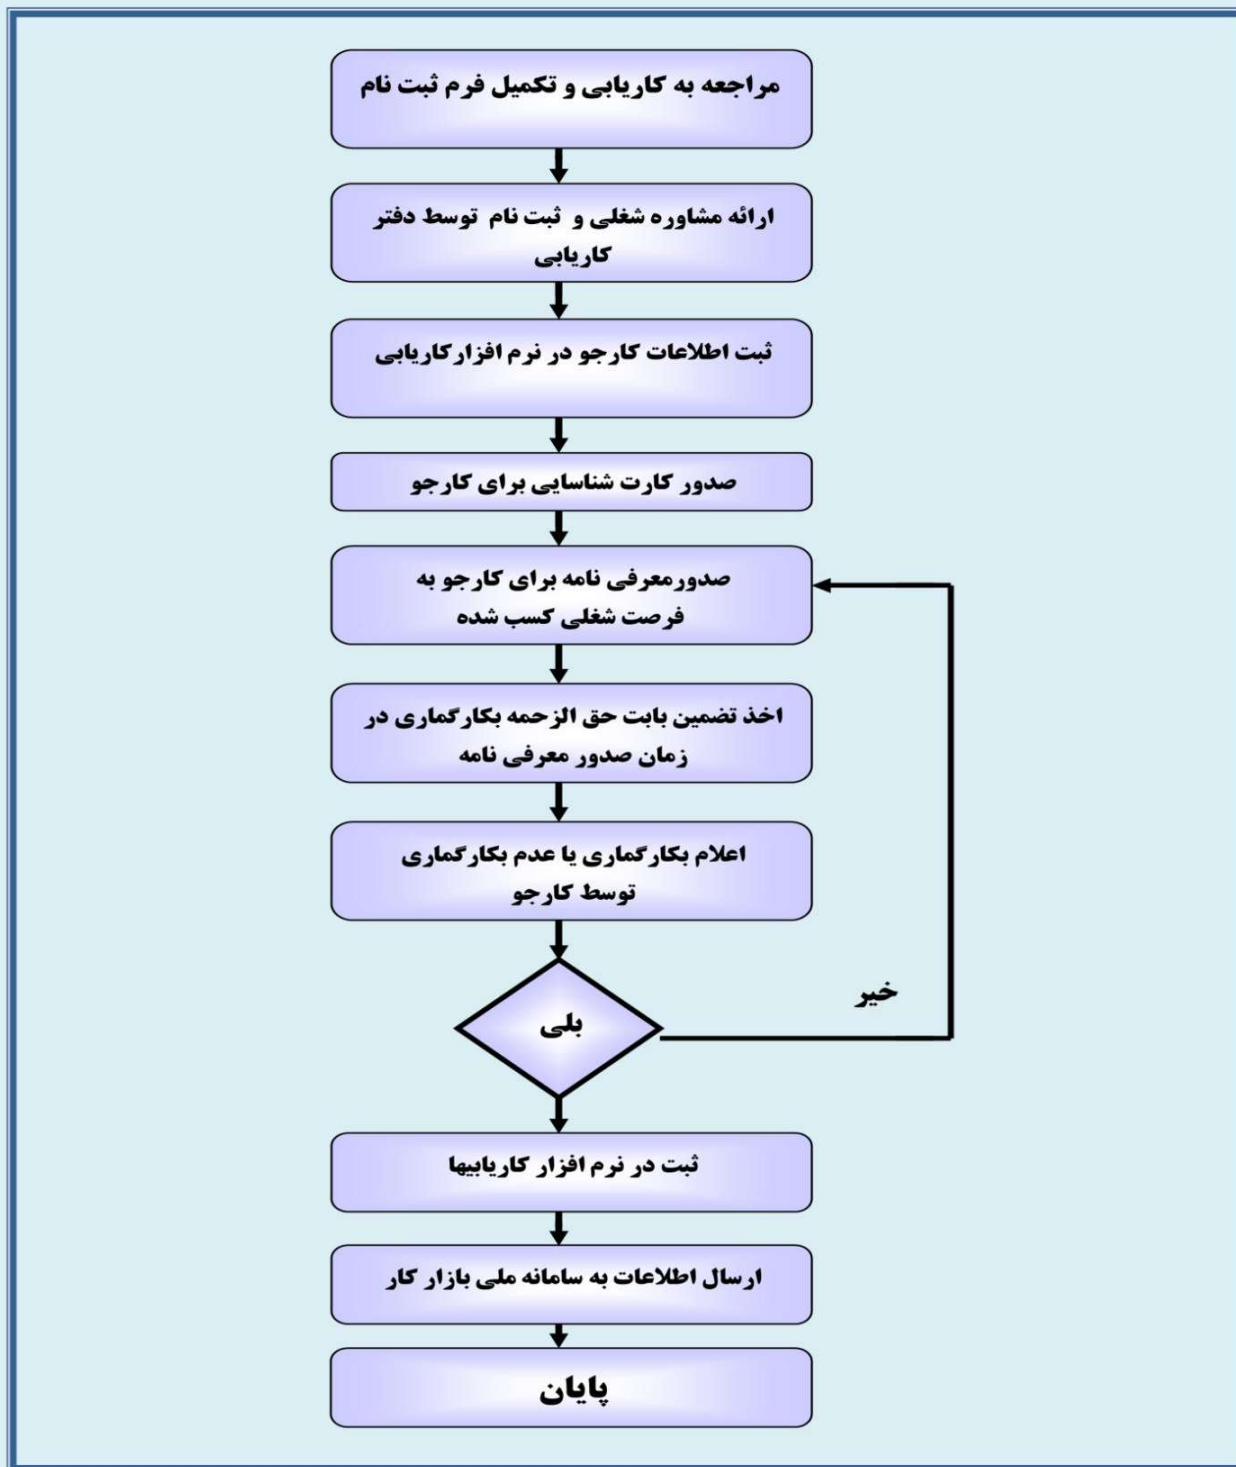 مراجعه به کاریابی و تکمیل فرم ثبت نام
ارائه مشاوره شغلی و ثبت نام توسط دفتر
کاریابی
ثبت اطلاعات کارجو در نرم افزارکاریابی
صدور کارت شناسایی برای کارجو
صدورمعرفی نامه برای کارجو به
فرصت شغلی کسب شده
اخذ تضمین بابت حق الزحمه بکارگماری در
زمان صدور معرفی نامه
اعلام بکارگماری یا عدم بکارگماری
توسط کارجو
خیر
بلی
ثبت در نرم افزار کاریابیها
ارسال اطلاعات به سامانه ملی بازار کار
پایان